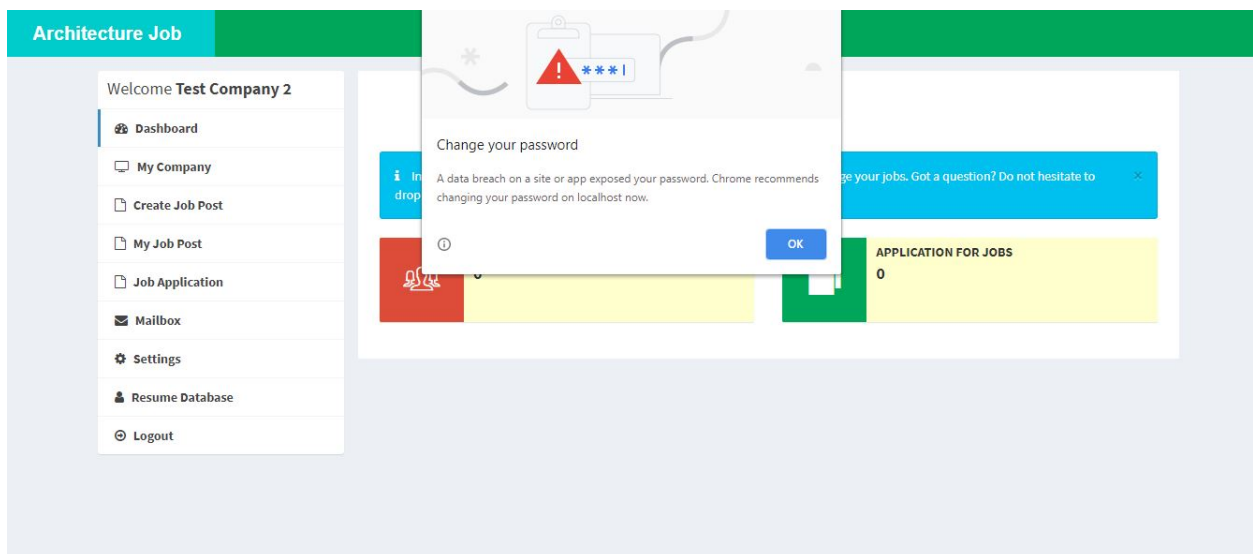 Architecture Job
Welcome Test Company 2
Dashboard
My Company
Create Job Post
My Job Post
Job Application
Mailbox
Settings
Resume Database
Logout
***|
Change your password
A data breach on a site or app exposed your password. Chrome recommends
changing your password on localhost now.
OK
i In
ge your jobs. Got a question? Do not hesitate to ×
drop
0
APPLICATION FOR JOBS
0